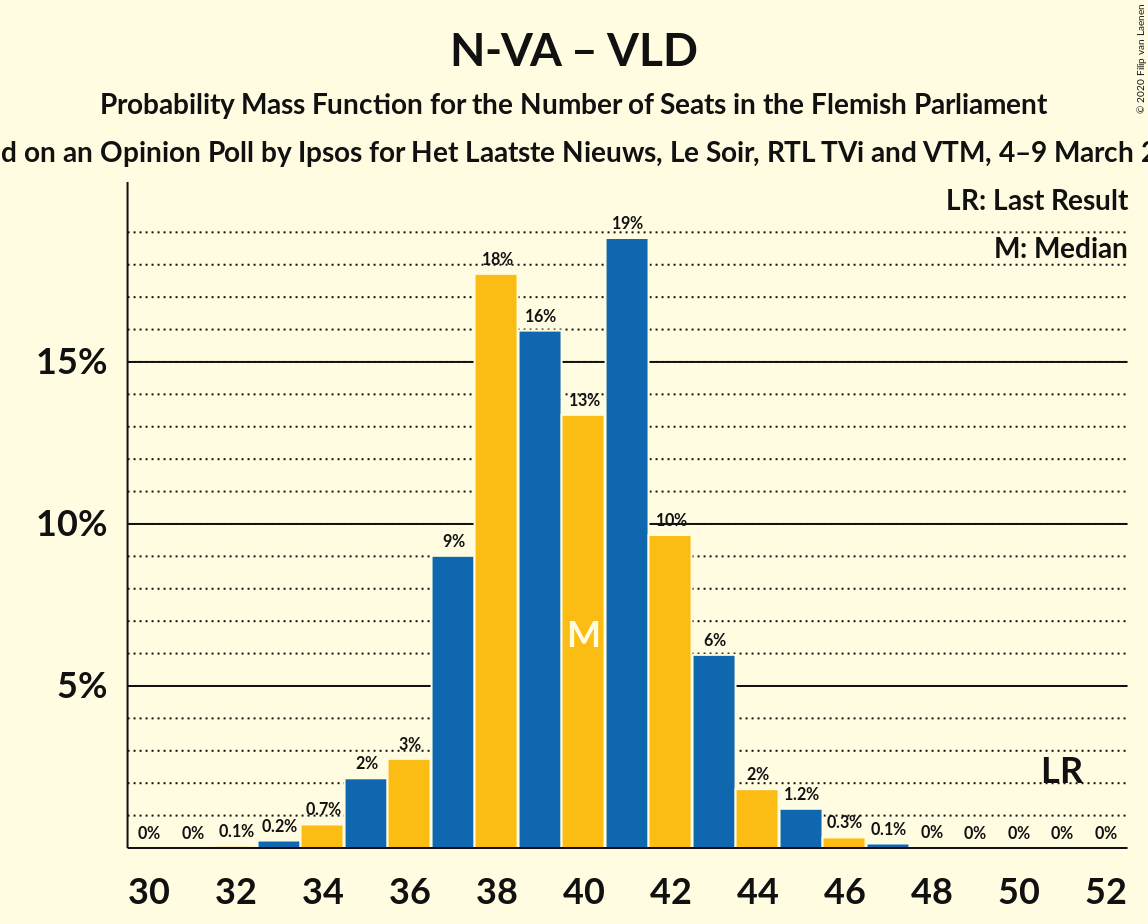 N-VA – VLD
Probability Mass Function for the Number of Seats in the Flemish Parliament
d on an Opinion Poll by Ipsos for Het Laatste Nieuws, Le Soir, RTL TVi and VTM, 4–9 March 2
© 2020 Filip van Laenen
LR: Last Result
M: Median
15%
10%
5%
0% 0% 0.1% 0.2% 0.7% 2% 3% 9% 18% 16% 13% 19% 10% 6% 2% 1.2% 0.3% 0.1% 0% 0% 0% 0% 0%
M
LR
30 32 34 36 38 40 42 44 46 48 50 52